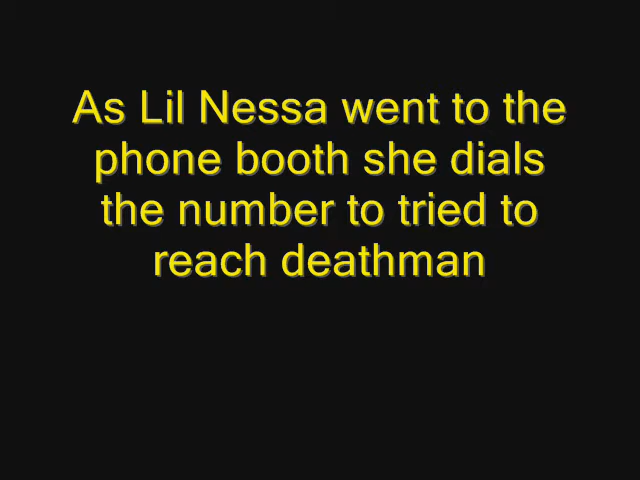 As Lil Nessa went to the
phone booth she dials
the number to tried to
reach deathman